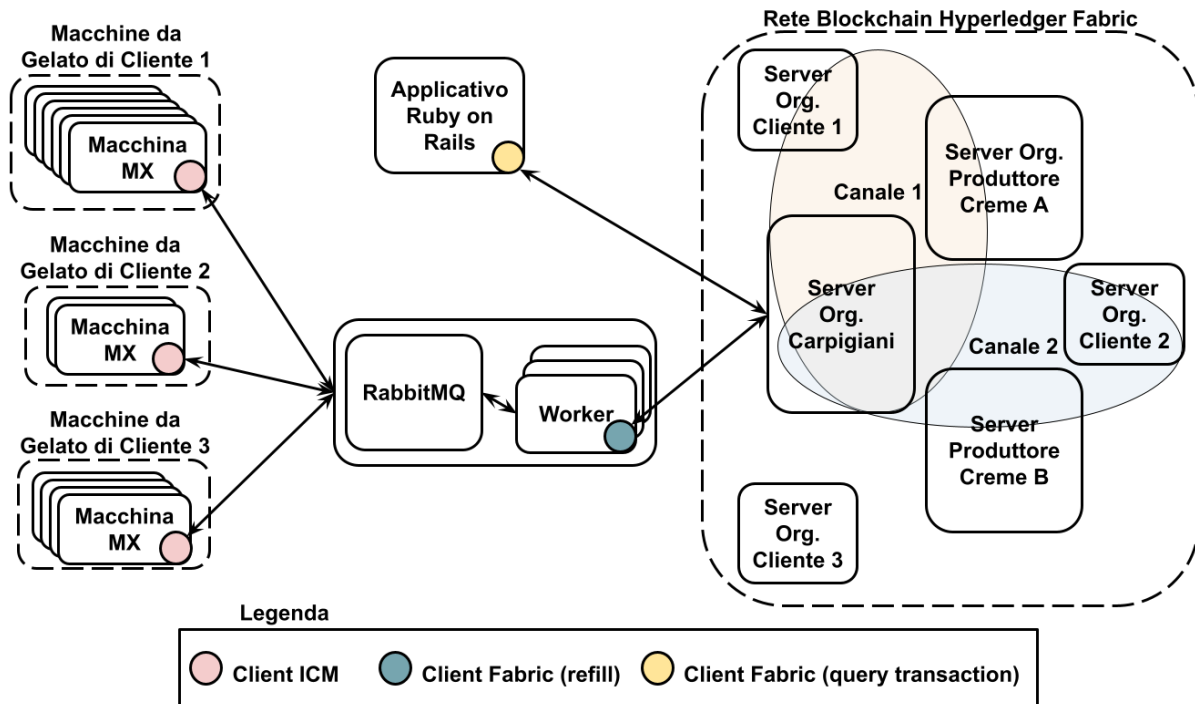 Rete Blockchain Hyperledger Fabric
Macchine da
Gelato di Cliente 1
Macchina
MX
Macchine da
Gelato di Cliente 2
Macchina
MX
Macchine da
Gelato di Cliente 3
Macchina
MX
Applicativo
Ruby on
Rails
RabbitMQ
Worker
Server
Org.
Cliente 1
Server Org.
Produttore
Creme A
Canale 1
Server
Org.
Carpigiani
Canale 2
Server
Org.
Cliente 2
Server
Produttore
Creme B
Server
Org.
Cliente 3
Legenda
Client ICM
Client Fabric (refill)
Client Fabric (query transaction)